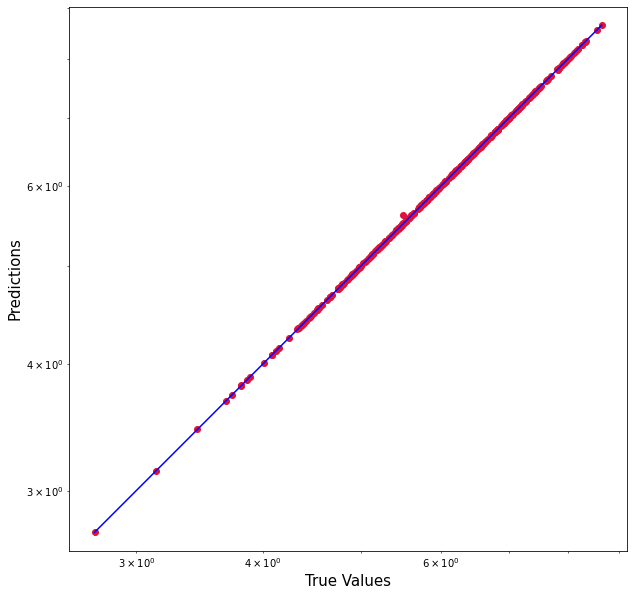 6 × 10⁰
4 × 10⁰
3 × 10⁰
Predictions
3 × 10⁰ 4 × 10⁰ 6 × 10⁰
True Values